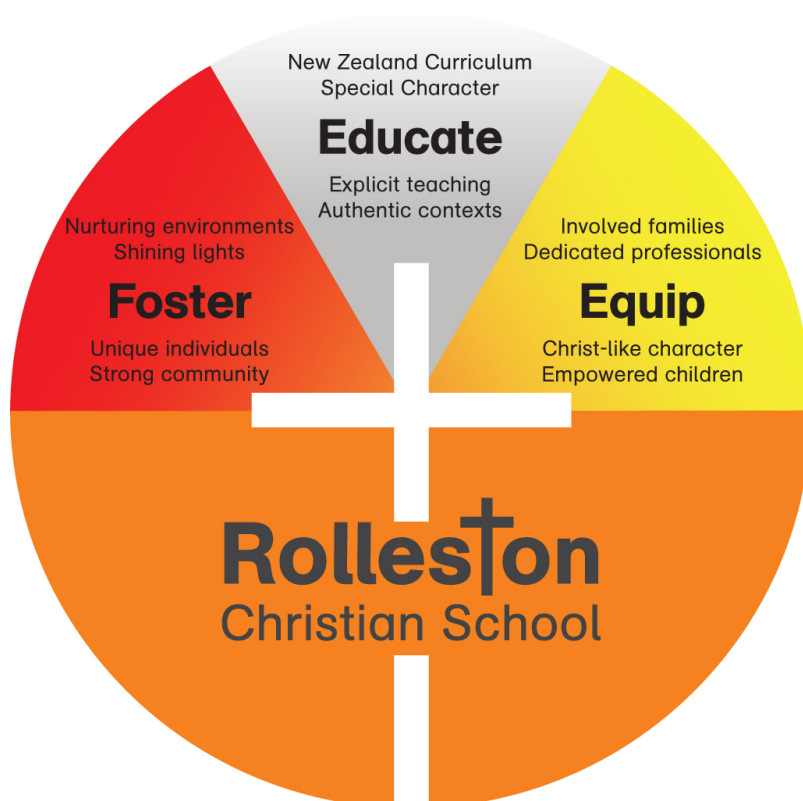 New Zealand Curriculum
Special Character
Educate
Explicit teaching
Authentic contexts
Nurturing environments
Shining lights
Foster
Unique individuals
Strong community
Involved families
Dedicated professionals
Equip
Christ-like character
Empowered children
Rolleston
Christian School